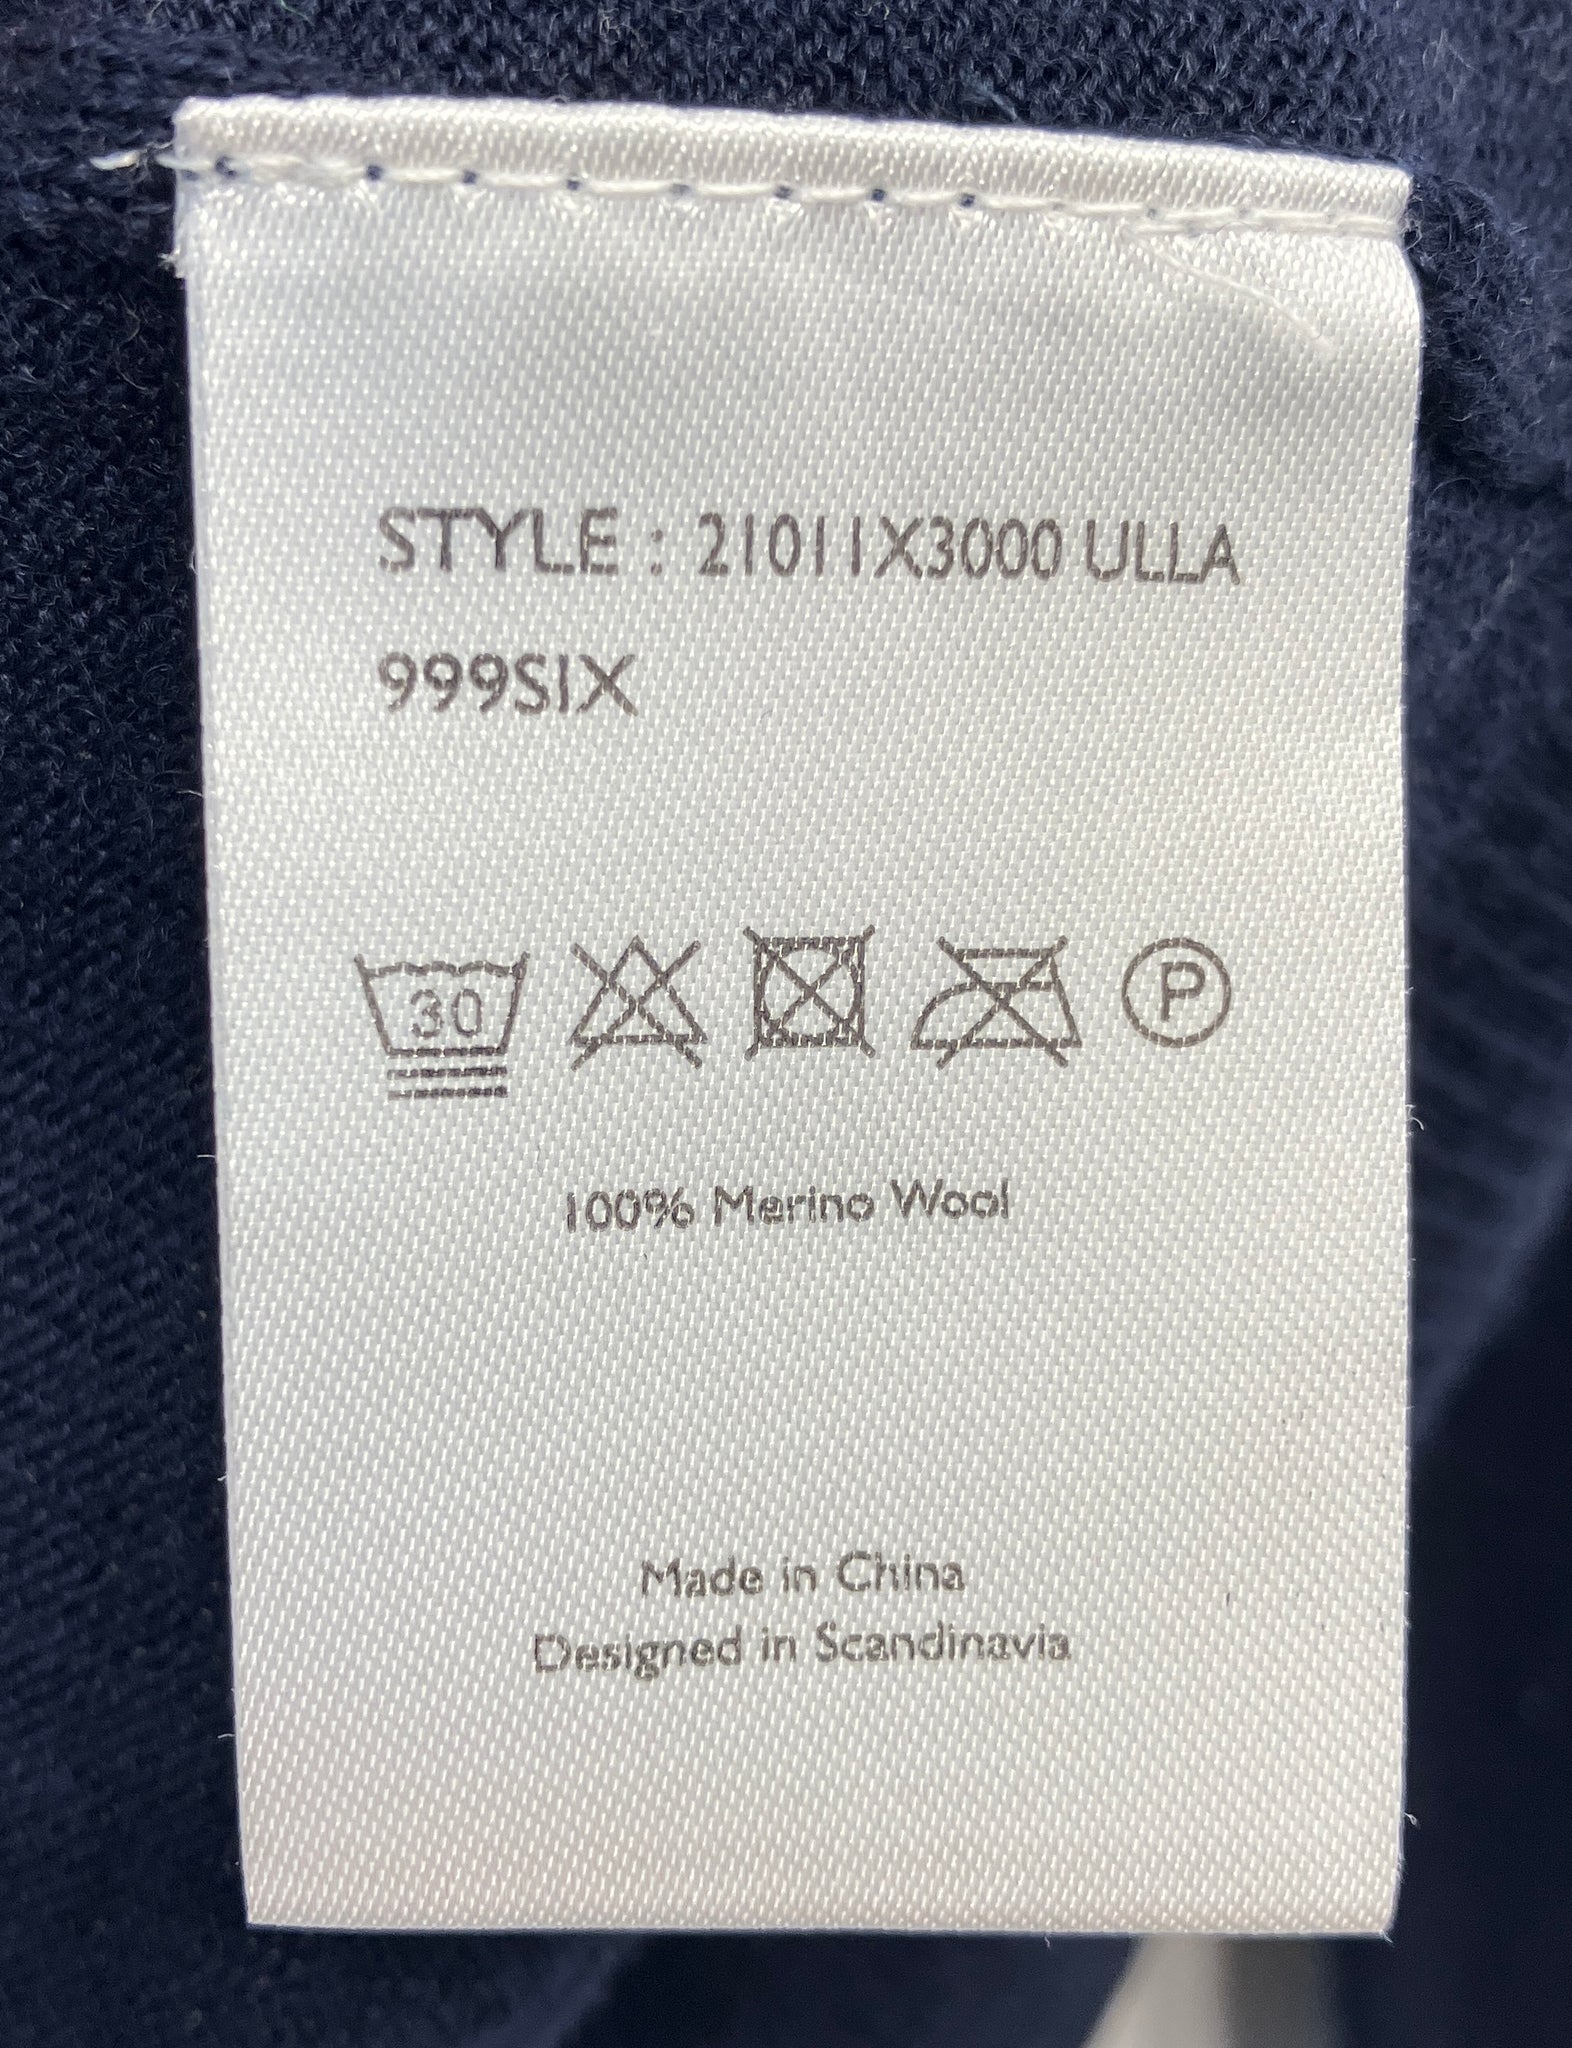 STYLE : 21011X3000 ULLA
999SIX
30 P
100% Merino Wool
Made in China
Designed in Scandinavia